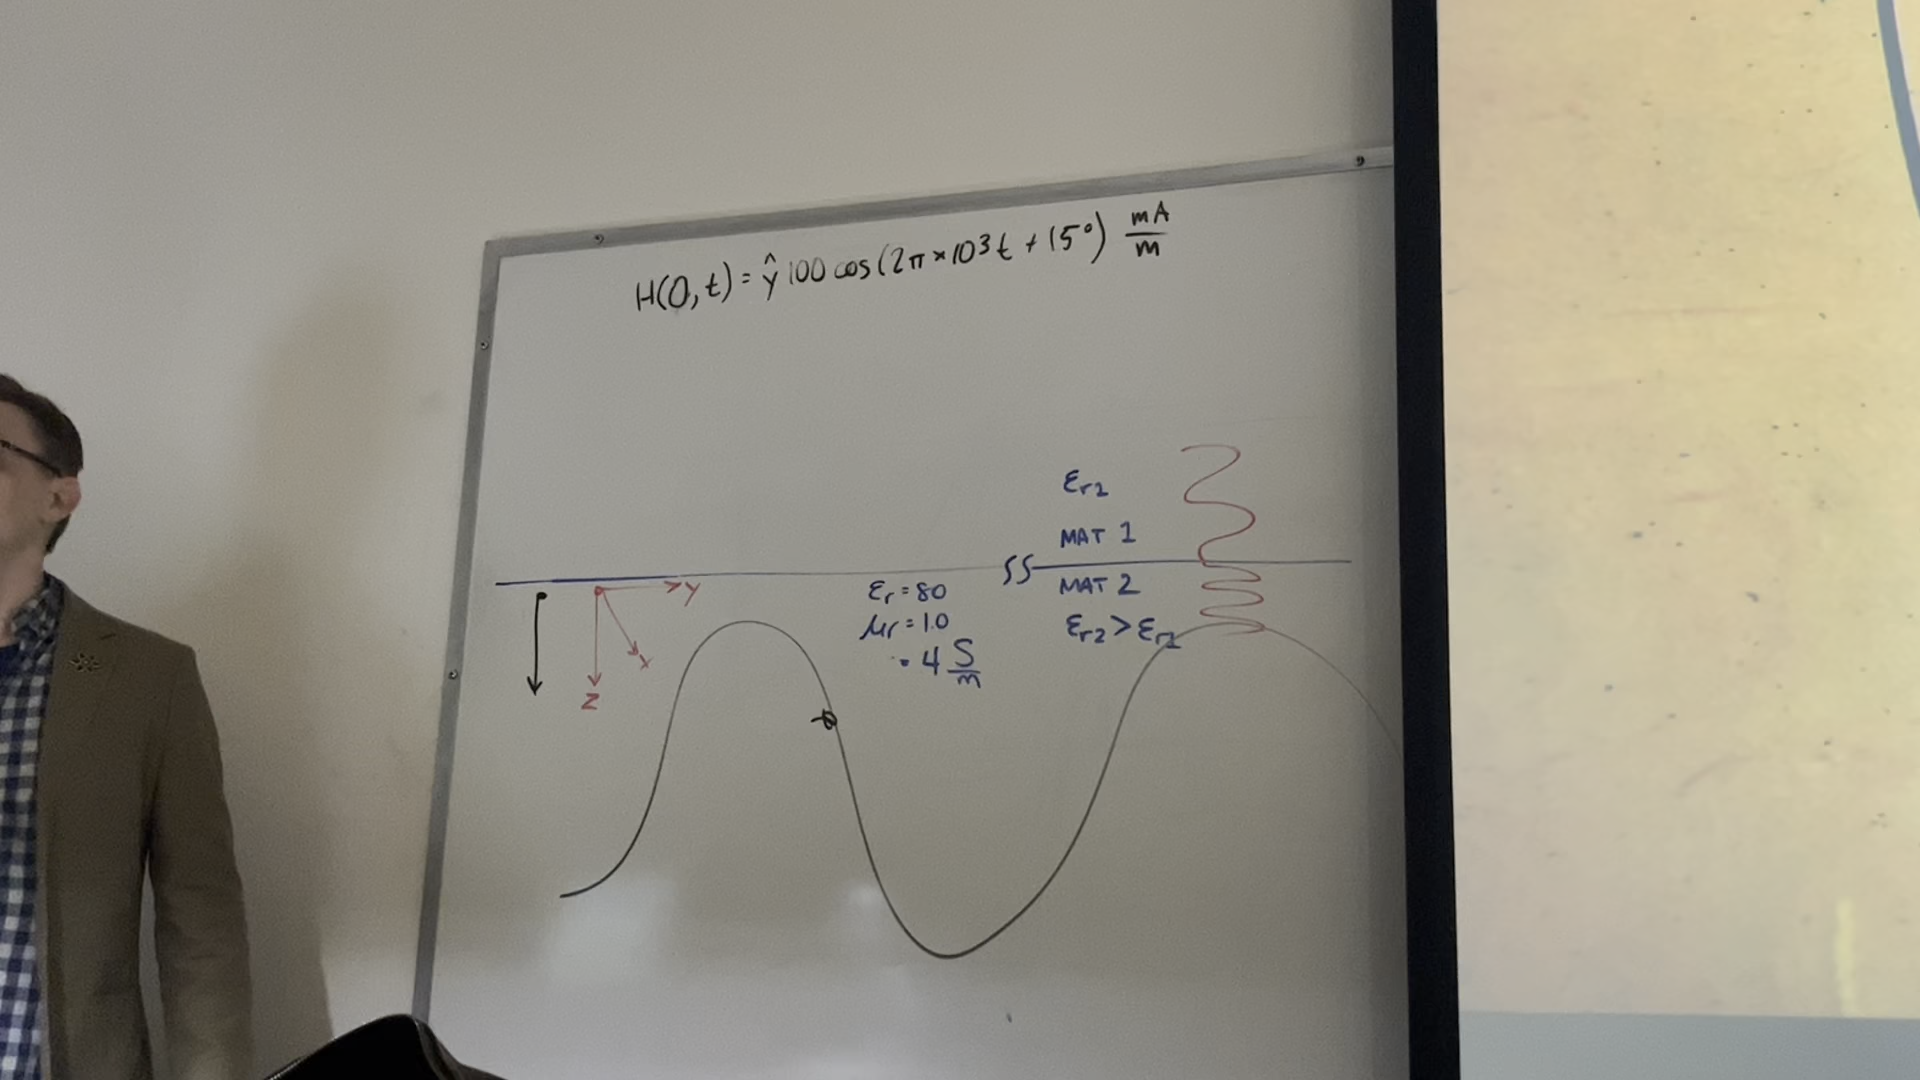 H(0,t) = ŷ 100 cos(2π×10³t + 15°) mA/m
εr2
MAT 1
MAT 2
εr2 > εr1
εr = 80
μr = 1.0
= 4 S/m
y
x
z